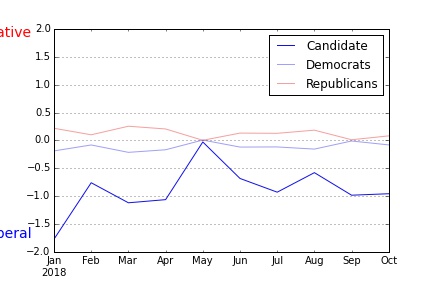 ative
peral
2.0
1.5
1.0
0.5
0.0
−0.5
−1.0
−1.5
−2.0
Candidate
Democrats
Republicans
Jan Feb Mar Apr May Jun Jul Aug Sep Oct
2018